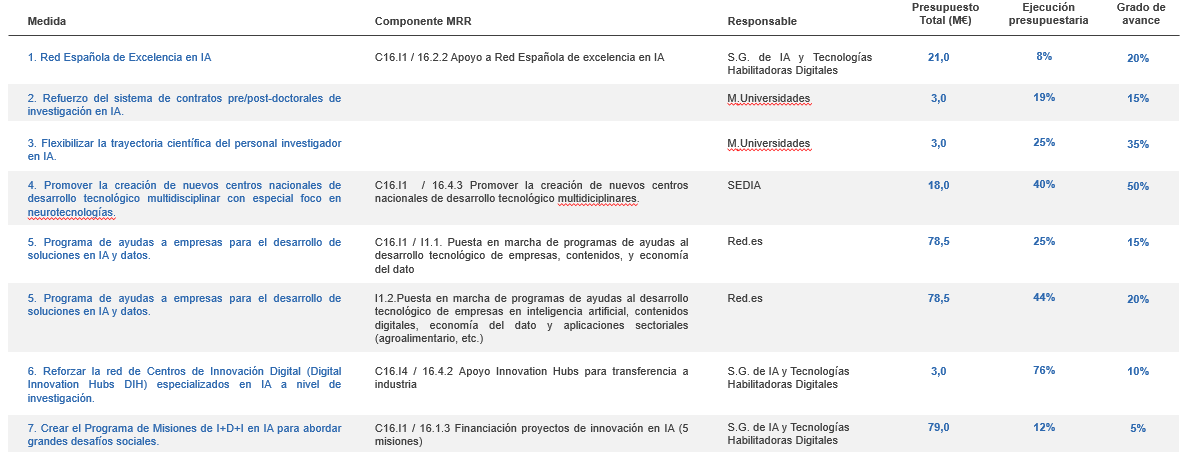 Medida Componente MRR Responsable Presupuesto Total (M€) Ejecución presupuestaria Grado de avance
1. Red Española de Excelencia en IA C16.I1 / 16.2.2 Apoyo a Red Española de excelencia en IA S.G. de IA y Tecnologías 21,0 8% 20%
Habilitadoras Digitales
2. Refuerzo del sistema de contratos pre/post-doctorales de M.Universidades 3,0 19% 15%
investigación en IA.
3. Flexibilizar la trayectoria científica del personal investigador M.Universidades 3,0 25% 35%
en IA.
4. Promover la creación de nuevos centros nacionales de C16.I1 / 16.4.3 Promover la creación de nuevos centros SEDIA 18,0 40% 50%
desarrollo tecnológico multidisciplinar con especial foco en nacionales de desarrollo tecnológico multidiciplinares.
neurotecnologías.
5. Programa de ayudas a empresas para el desarrollo de C16.I1 / I1.1. Puesta en marcha de programas de ayudas al Red.es 78,5 25% 15%
soluciones en IA y datos. desarrollo tecnológico de empresas, contenidos, y economía
del dato
5. Programa de ayudas a empresas para el desarrollo de I1.2.Puesta en marcha de programas de ayudas al desarrollo Red.es 78,5 44% 20%
soluciones en IA y datos. tecnológico de empresas en inteligencia artificial, contenidos
digitales, economía del dato y aplicaciones sectoriales
(agroalimentario, etc.)
6. Reforzar la red de Centros de Innovación Digital (Digital C16.I4 / 16.4.2 Apoyo Innovation Hubs para transferencia a S.G. de IA y Tecnologías 3,0 76% 10%
Innovation Hubs DIH) especializados en IA a nivel de industria Habilitadoras Digitales
investigación.
7. Crear el Programa de Misiones de I+D+I en IA para abordar C16.I1 / 16.1.3 Financiación proyectos de innovación en IA (5 S.G. de IA y Tecnologías 79,0 12% 5%
grandes desafíos sociales. misiones) Habilitadoras Digitales